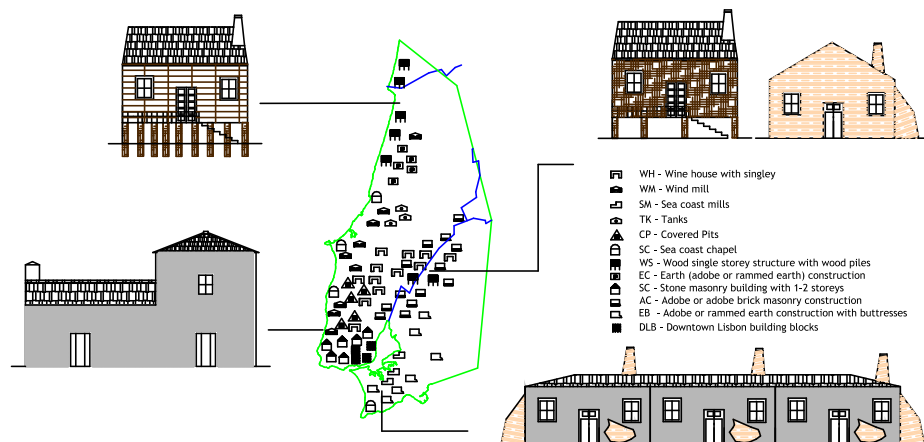 WH - Wine house with singley
WM - Wind mill
SM - Sea coast mills
TK - Tanks
CP - Covered Pits
SC - Sea coast chapel
WS - Wood single storey structure with wood piles
EC - Earth (adobe or rammed earth) construction
SC - Stone masonry building with 1-2 storeys
AC - Adobe or adobe brick masonry construction
EB - Adobe or rammed earth construction with buttresses
DLB - Downtown Lisbon building blocks